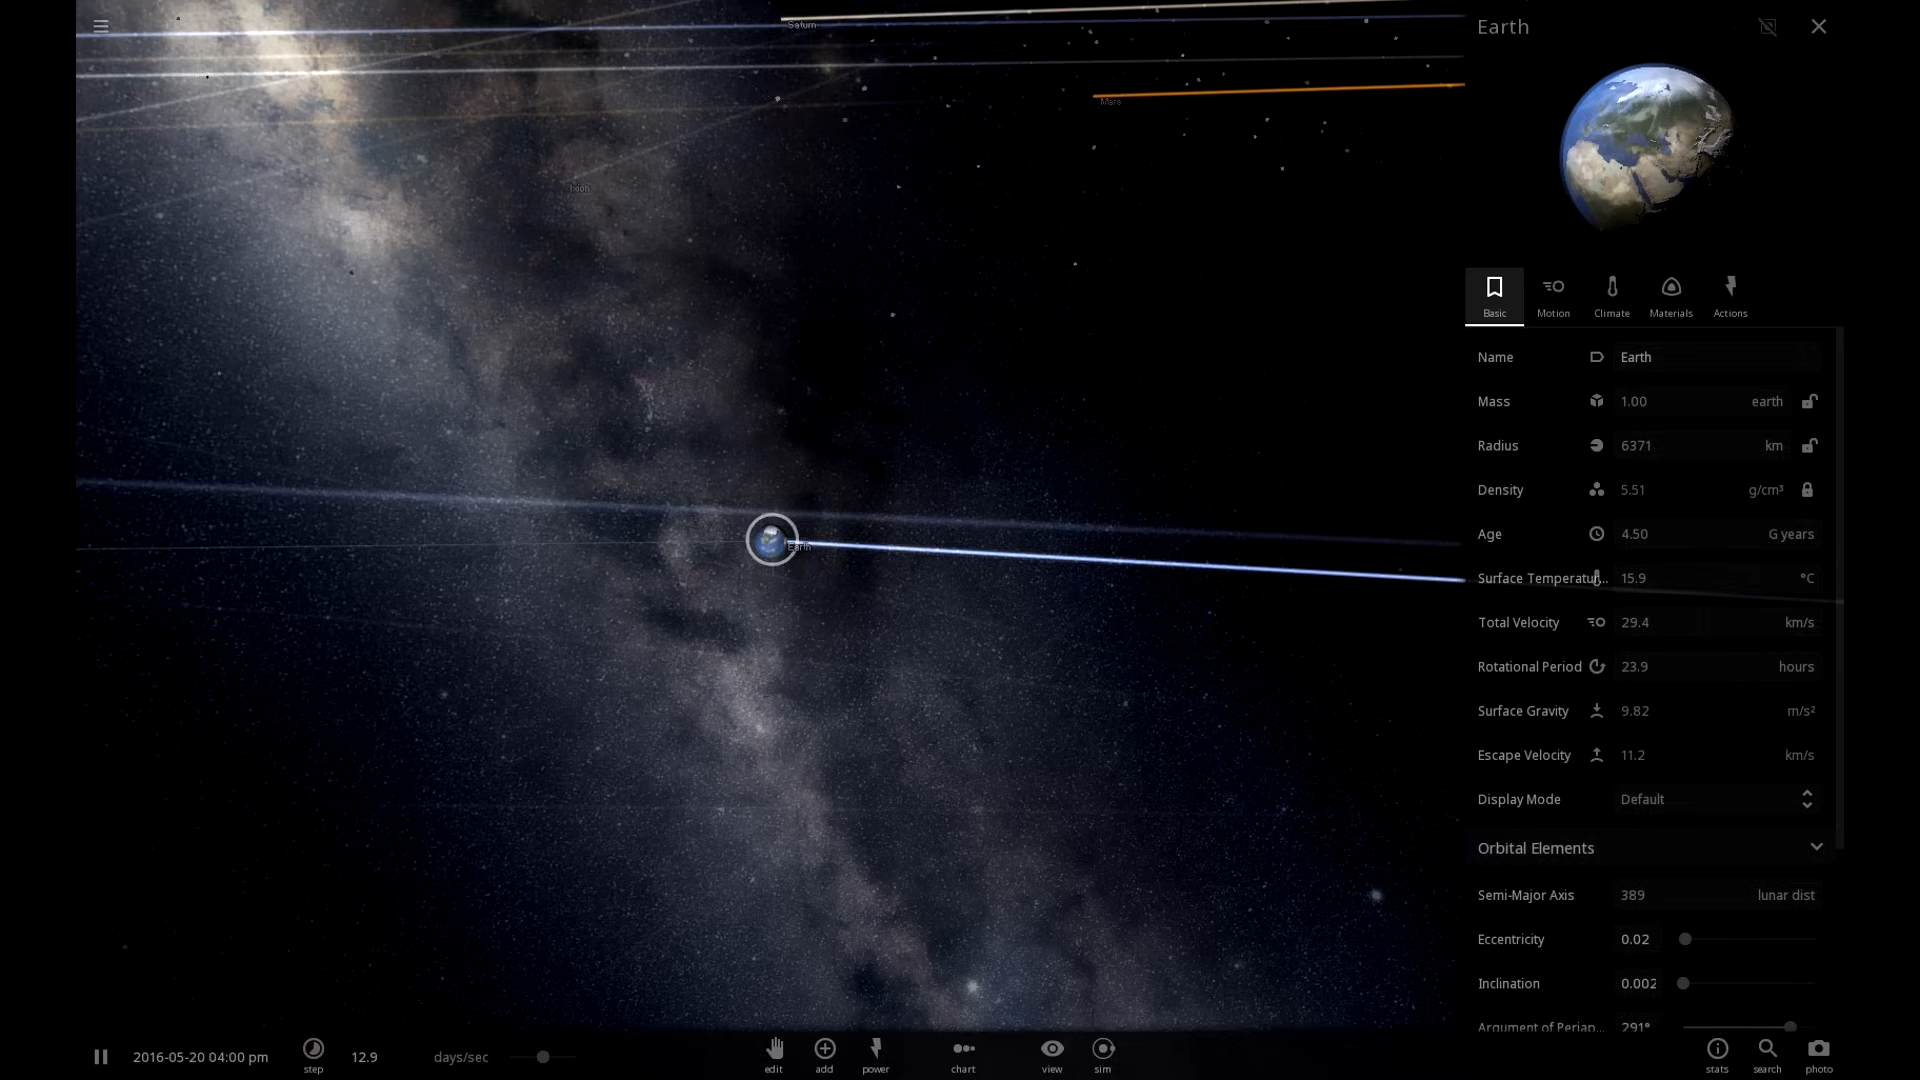 Saturn
Earth
Mars
Ixion
Basic Motion Climate Materials Actions
Name Earth
Mass 1.00 earth
Radius 6371 km
Density 5.51 g/cm³
Age 4.50 G years
Earth
Surface Temperatur... 15.9 °C
Total Velocity 29.4 km/s
Rotational Period 23.9 hours
Surface Gravity 9.82 m/s²
Escape Velocity 11.2 km/s
Display Mode Default
Orbital Elements
Semi-Major Axis 389 lunar dist
Eccentricity 0.02
Inclination 0.002
Argument of Periap... 291°
2016-05-20 04:00 pm step 12.9 days/sec edit add power chart view sim stats search photo